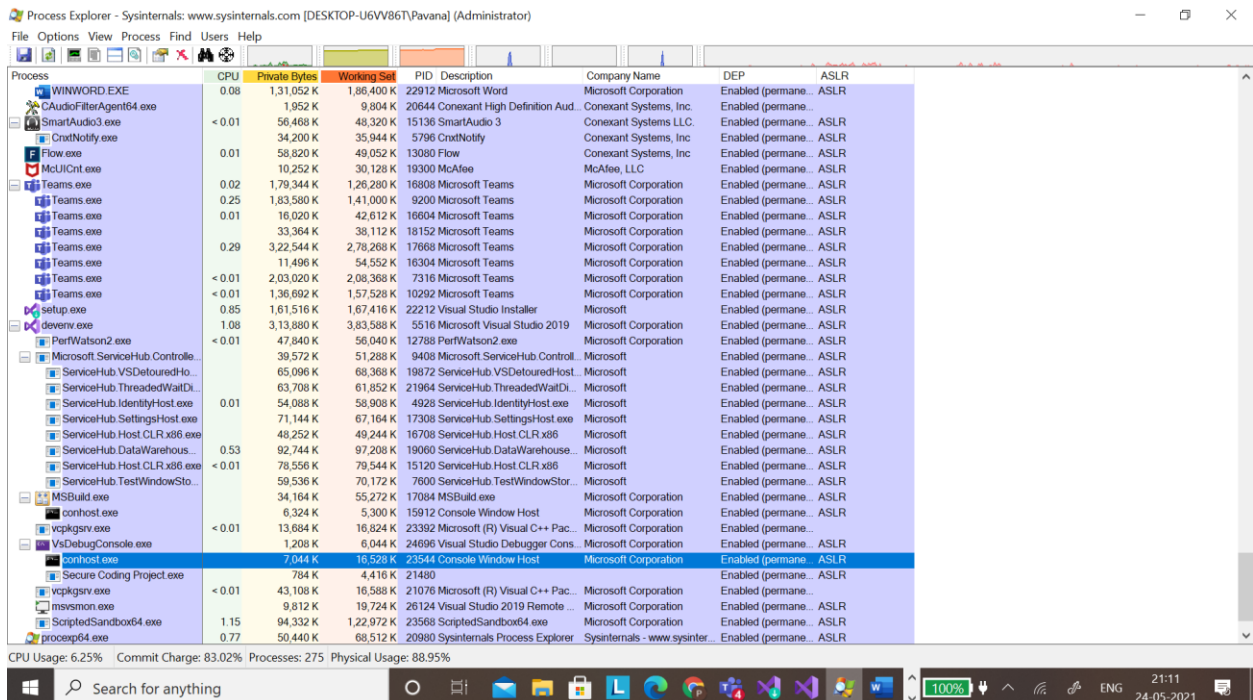 Process Explorer - Sysinternals: www.sysinternals.com [DESKTOP-U6VV86T\Pavana] (Administrator)
File Options View Process Find Users Help
Process CPU Private Bytes Working Set PID Description Company Name DEP ASLR
WINWORD.EXE 0.08 1,31,052 K 1,86,400 K 22912 Microsoft Word Microsoft Corporation Enabled (permane... ASLR
CAudioFilterAgent64.exe 1,952 K 9,804 K 20644 Conexant High Definition Aud... Conexant Systems, Inc. Enabled (permane...
SmartAudio3.exe < 0.01 56,468 K 48,320 K 15136 SmartAudio 3 Conexant Systems LLC. Enabled (permane... ASLR
CnxtNotify.exe 34,200 K 35,944 K 5796 CnxtNotify Conexant Systems, Inc Enabled (permane... ASLR
Flow.exe 0.01 58,820 K 49,052 K 13080 Flow Conexant Systems, Inc Enabled (permane... ASLR
McUICnt.exe 10,252 K 30,128 K 19300 McAfee McAfee, LLC Enabled (permane... ASLR
Teams.exe 0.02 1,79,344 K 1,26,280 K 16808 Microsoft Teams Microsoft Corporation Enabled (permane... ASLR
Teams.exe 0.25 1,83,580 K 1,41,000 K 9200 Microsoft Teams Microsoft Corporation Enabled (permane... ASLR
Teams.exe 0.01 16,020 K 42,612 K 16604 Microsoft Teams Microsoft Corporation Enabled (permane... ASLR
Teams.exe 33,364 K 38,112 K 18152 Microsoft Teams Microsoft Corporation Enabled (permane... ASLR
Teams.exe 0.29 3,22,544 K 2,78,268 K 17668 Microsoft Teams Microsoft Corporation Enabled (permane... ASLR
Teams.exe 11,496 K 54,552 K 16304 Microsoft Teams Microsoft Corporation Enabled (permane... ASLR
Teams.exe < 0.01 2,03,020 K 2,08,368 K 7316 Microsoft Teams Microsoft Corporation Enabled (permane... ASLR
Teams.exe < 0.01 1,36,692 K 1,57,528 K 10292 Microsoft Teams Microsoft Corporation Enabled (permane... ASLR
setup.exe 0.85 1,61,516 K 1,67,416 K 22212 Visual Studio Installer Microsoft Corporation Enabled (permane... ASLR
devenv.exe 1.08 3,13,880 K 3,83,588 K 5516 Microsoft Visual Studio 2019 Microsoft Corporation Enabled (permane... ASLR
PerfWatson2.exe < 0.01 47,840 K 56,040 K 12788 PerfWatson2.exe Microsoft Corporation Enabled (permane... ASLR
Microsoft.ServiceHub.Controlle... 39,572 K 51,288 K 9408 Microsoft.ServiceHub.Controll... Microsoft Enabled (permane... ASLR
ServiceHub.VSDetouredHo... 65,096 K 68,368 K 19872 ServiceHub.VSDetouredHost... Microsoft Enabled (permane... ASLR
ServiceHub.ThreadedWaitDi... 63,708 K 61,852 K 21964 ServiceHub.ThreadedWaitDi... Microsoft Enabled (permane... ASLR
ServiceHub.IdentityHost.exe 0.01 54,088 K 58,908 K 4928 ServiceHub.IdentityHost.exe Microsoft Enabled (permane... ASLR
ServiceHub.SettingsHost.exe 71,144 K 67,164 K 17308 ServiceHub.SettingsHost.exe Microsoft Enabled (permane... ASLR
ServiceHub.Host.CLR.x86.exe 48,252 K 49,244 K 16708 ServiceHub.Host.CLR.x86 Microsoft Enabled (permane... ASLR
ServiceHub.DataWarehous... 0.53 92,744 K 97,208 K 19060 ServiceHub.DataWarehouse... Microsoft Enabled (permane... ASLR
ServiceHub.Host.CLR.x86.exe < 0.01 78,556 K 79,544 K 15120 ServiceHub.Host.CLR.x86 Microsoft Enabled (permane... ASLR
ServiceHub.TestWindowSto... 59,536 K 70,172 K 7600 ServiceHub.TestWindowStor... Microsoft Enabled (permane... ASLR
MSBuild.exe 34,164 K 55,272 K 17084 MSBuild.exe Microsoft Corporation Enabled (permane... ASLR
conhost.exe 6,324 K 5,300 K 15912 Console Window Host Microsoft Corporation Enabled (permane... ASLR
vcpkgsrv.exe < 0.01 13,684 K 16,824 K 23392 Microsoft (R) Visual C++ Pac... Microsoft Corporation Enabled (permane...
VsDebugConsole.exe 1,208 K 6,044 K 24696 Visual Studio Debugger Cons... Microsoft Corporation Enabled (permane... ASLR
conhost.exe 7,044 K 16,528 K 23544 Console Window Host Microsoft Corporation Enabled (permane... ASLR
Secure Coding Project.exe 784 K 4,416 K 21480 Enabled (permane... ASLR
vcpkgsrv.exe < 0.01 43,108 K 16,588 K 21076 Microsoft (R) Visual C++ Pac... Microsoft Corporation Enabled (permane...
msvsmon.exe 9,812 K 19,724 K 26124 Visual Studio 2019 Remote ... Microsoft Corporation Enabled (permane... ASLR
ScriptedSandbox64.exe 1.15 94,332 K 1,22,972 K 23568 ScriptedSandbox64.exe Microsoft Corporation Enabled (permane... ASLR
procexp64.exe 0.77 50,440 K 68,512 K 20980 Sysinternals Process Explorer Sysinternals - www.sysinter... Enabled (permane... ASLR
CPU Usage: 6.25% Commit Charge: 83.02% Processes: 275 Physical Usage: 88.95%
Search for anything 100% ENG 21:11
24-05-2021